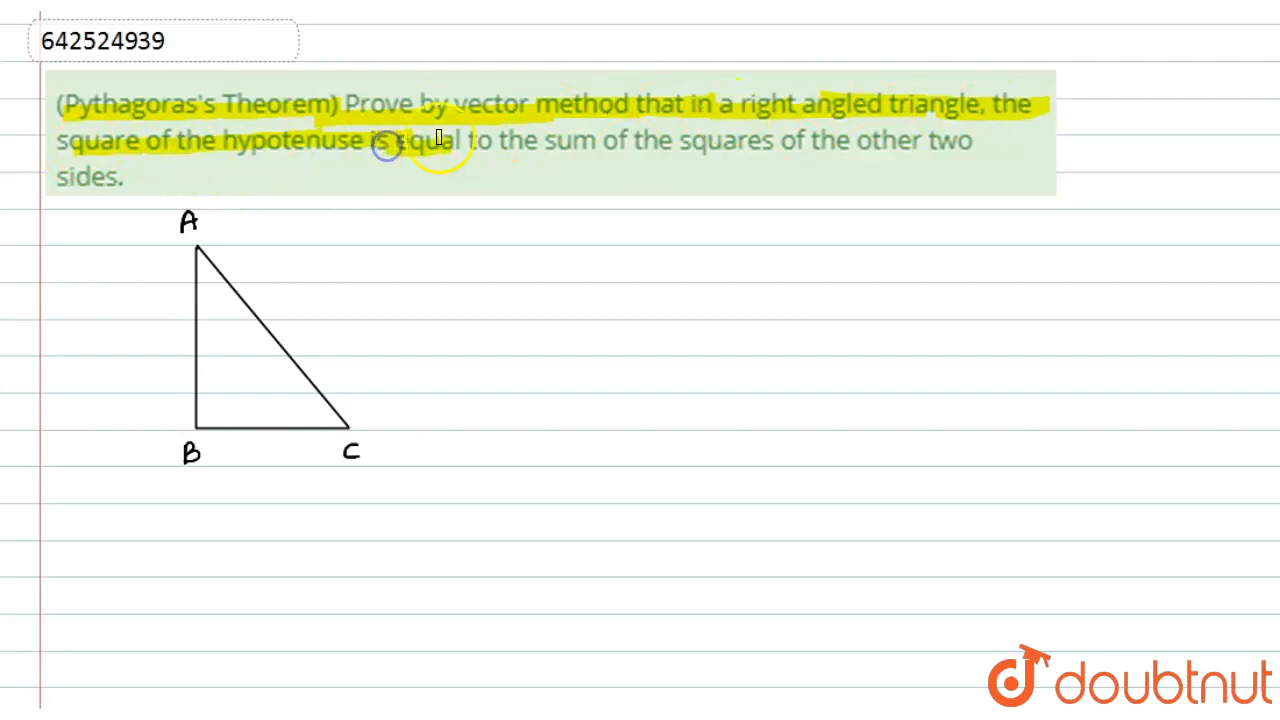 642524939
(Pythagoras's Theorem) Prove by vector method that in a right angled triangle, the
square of the hypotenuse is equal to the sum of the squares of the other two
sides.
A
B C
doubtnut